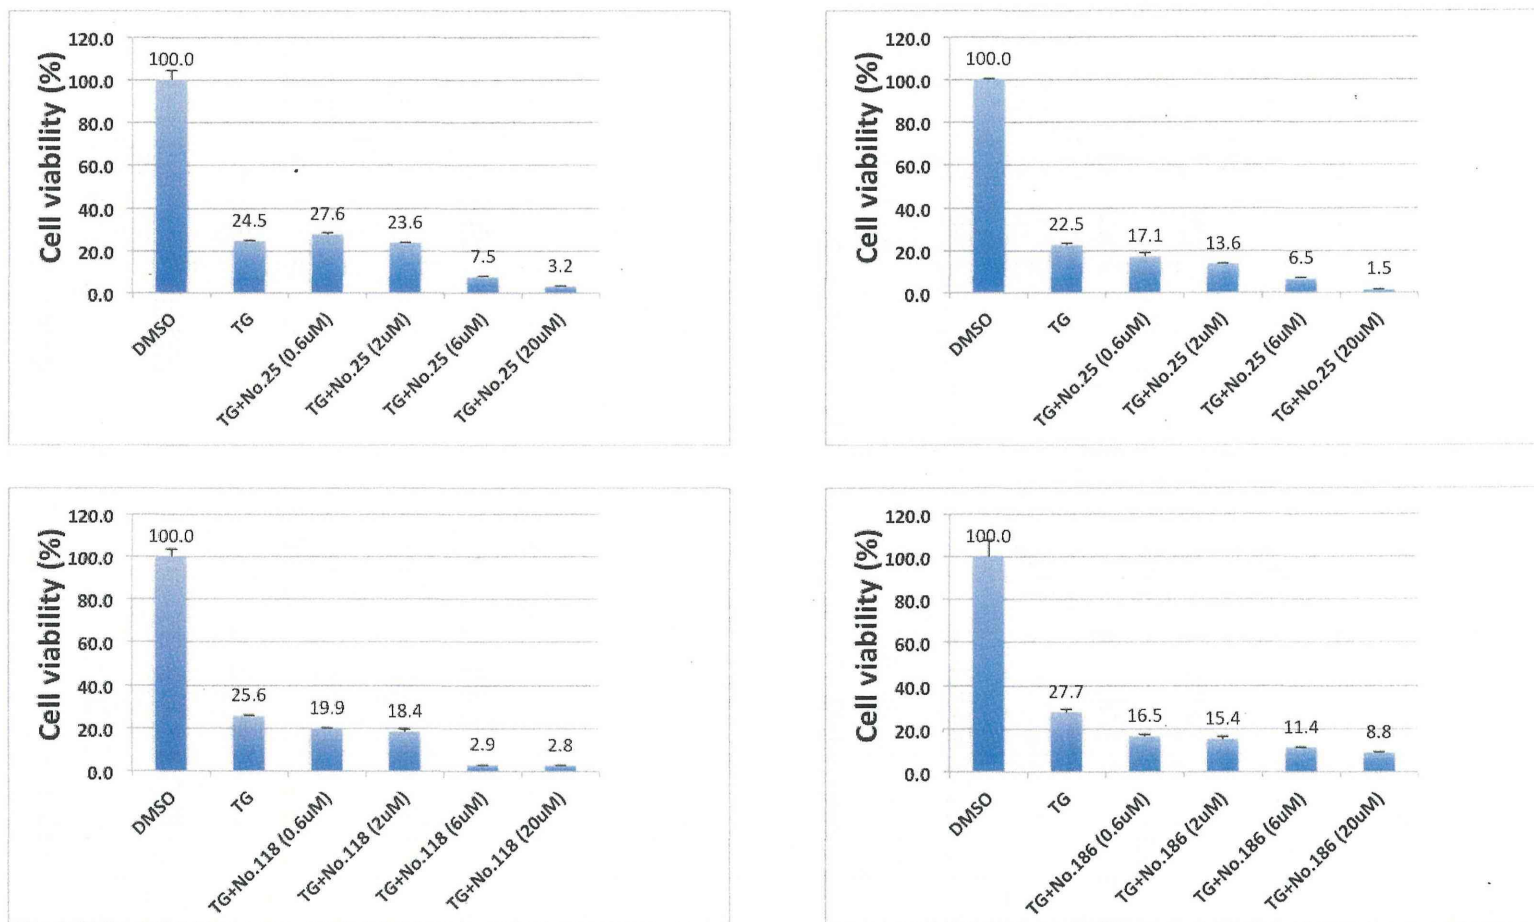 Cell viability (%)
120.0
100.0
80.0
60.0
40.0
20.0
0.0
100.0
24.5
27.6
23.6
7.5
3.2
DMSO
TG
TG+No.25 (0.6uM)
TG+No.25 (2uM)
TG+No.25 (6uM)
TG+No.25 (20uM)
Cell viability (%)
120.0
100.0
80.0
60.0
40.0
20.0
0.0
100.0
22.5
17.1
13.6
6.5
1.5
DMSO
TG
TG+No.25 (0.6uM)
TG+No.25 (2uM)
TG+No.25 (6uM)
TG+No.25 (20uM)
Cell viability (%)
120.0
100.0
80.0
60.0
40.0
20.0
0.0
100.0
25.6
19.9
18.4
2.9
2.8
DMSO
TG
TG+No.118 (0.6uM)
TG+No.118 (2uM)
TG+No.118 (6uM)
TG+No.118 (20uM)
Cell viability (%)
120.0
100.0
80.0
60.0
40.0
20.0
0.0
100.0
27.7
16.5
15.4
11.4
8.8
DMSO
TG
TG+No.186 (0.6uM)
TG+No.186 (2uM)
TG+No.186 (6uM)
TG+No.186 (20uM)